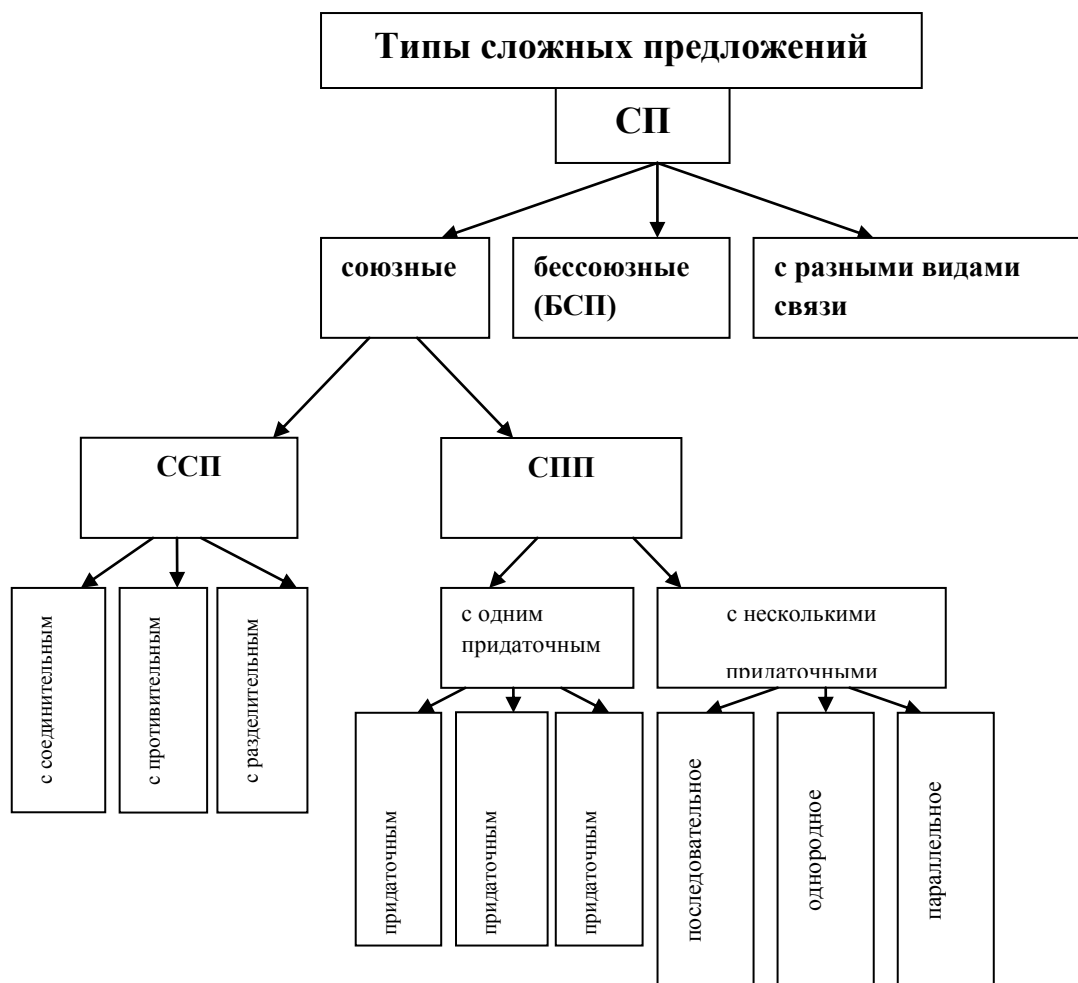 Типы сложных предложений
СП
союзные
бессоюзные
(БСП)
с разными видами
связи
ССП
СПП
с соединительным
с противительным
с разделительным
с одним
придаточным
с несколькими
придаточными
придаточным
придаточным
придаточным
последовательное
однородное
параллельное